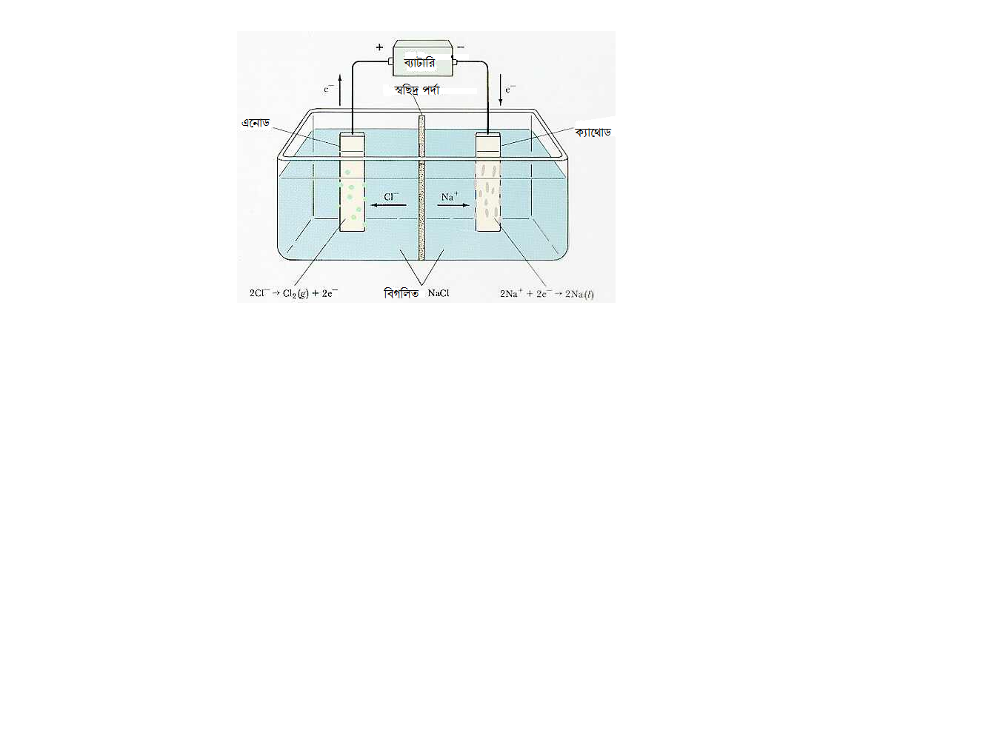 + ব্যাটারি −
e⁻ স্বছিদ্র পর্দা e⁻
এনোড
ক্যাথোড
Cl⁻ Na⁺
2Cl⁻ → Cl₂(g) + 2e⁻ বিগলিত NaCl 2Na⁺ + 2e⁻ → 2Na(l)